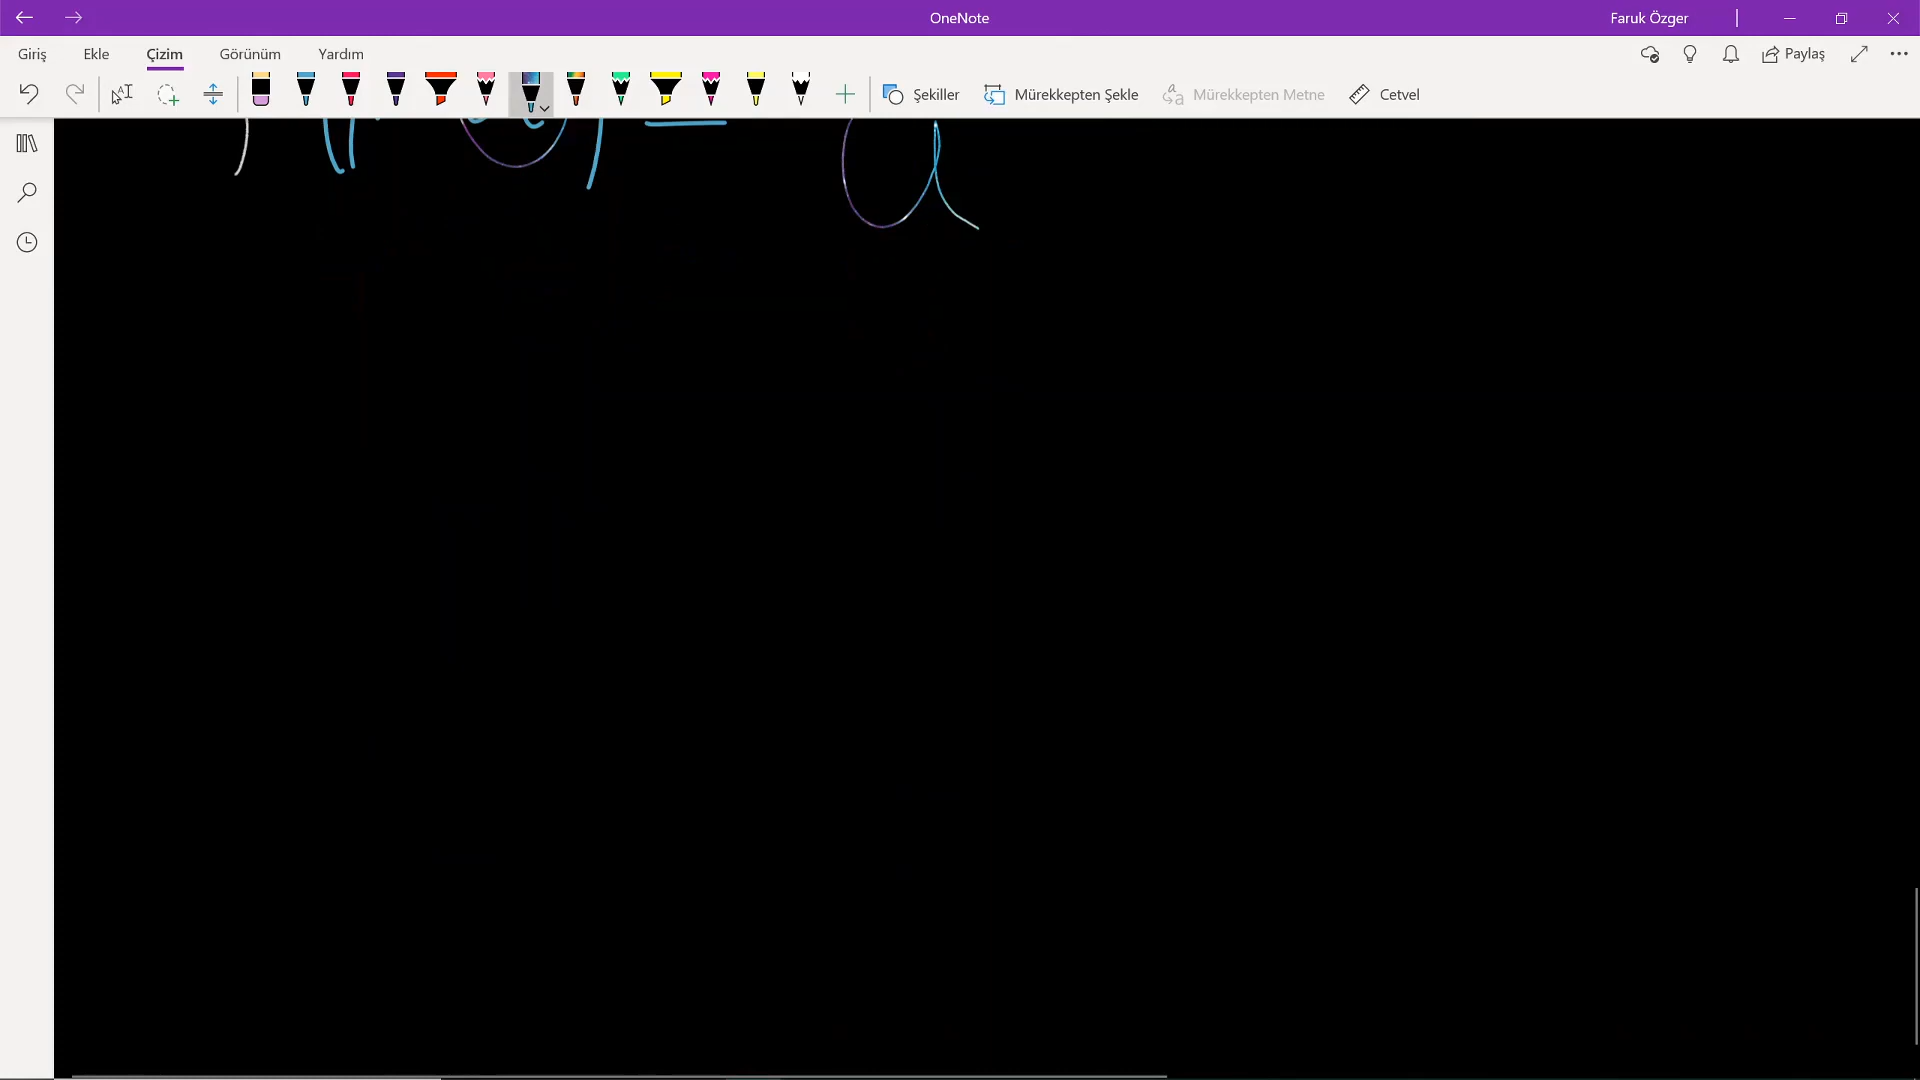 OneNote
Faruk Özger
Giriş Ekle Çizim Görünüm Yardım Paylaş
Şekiller Mürekkepten Şekle Mürekkepten Metne Cetvel